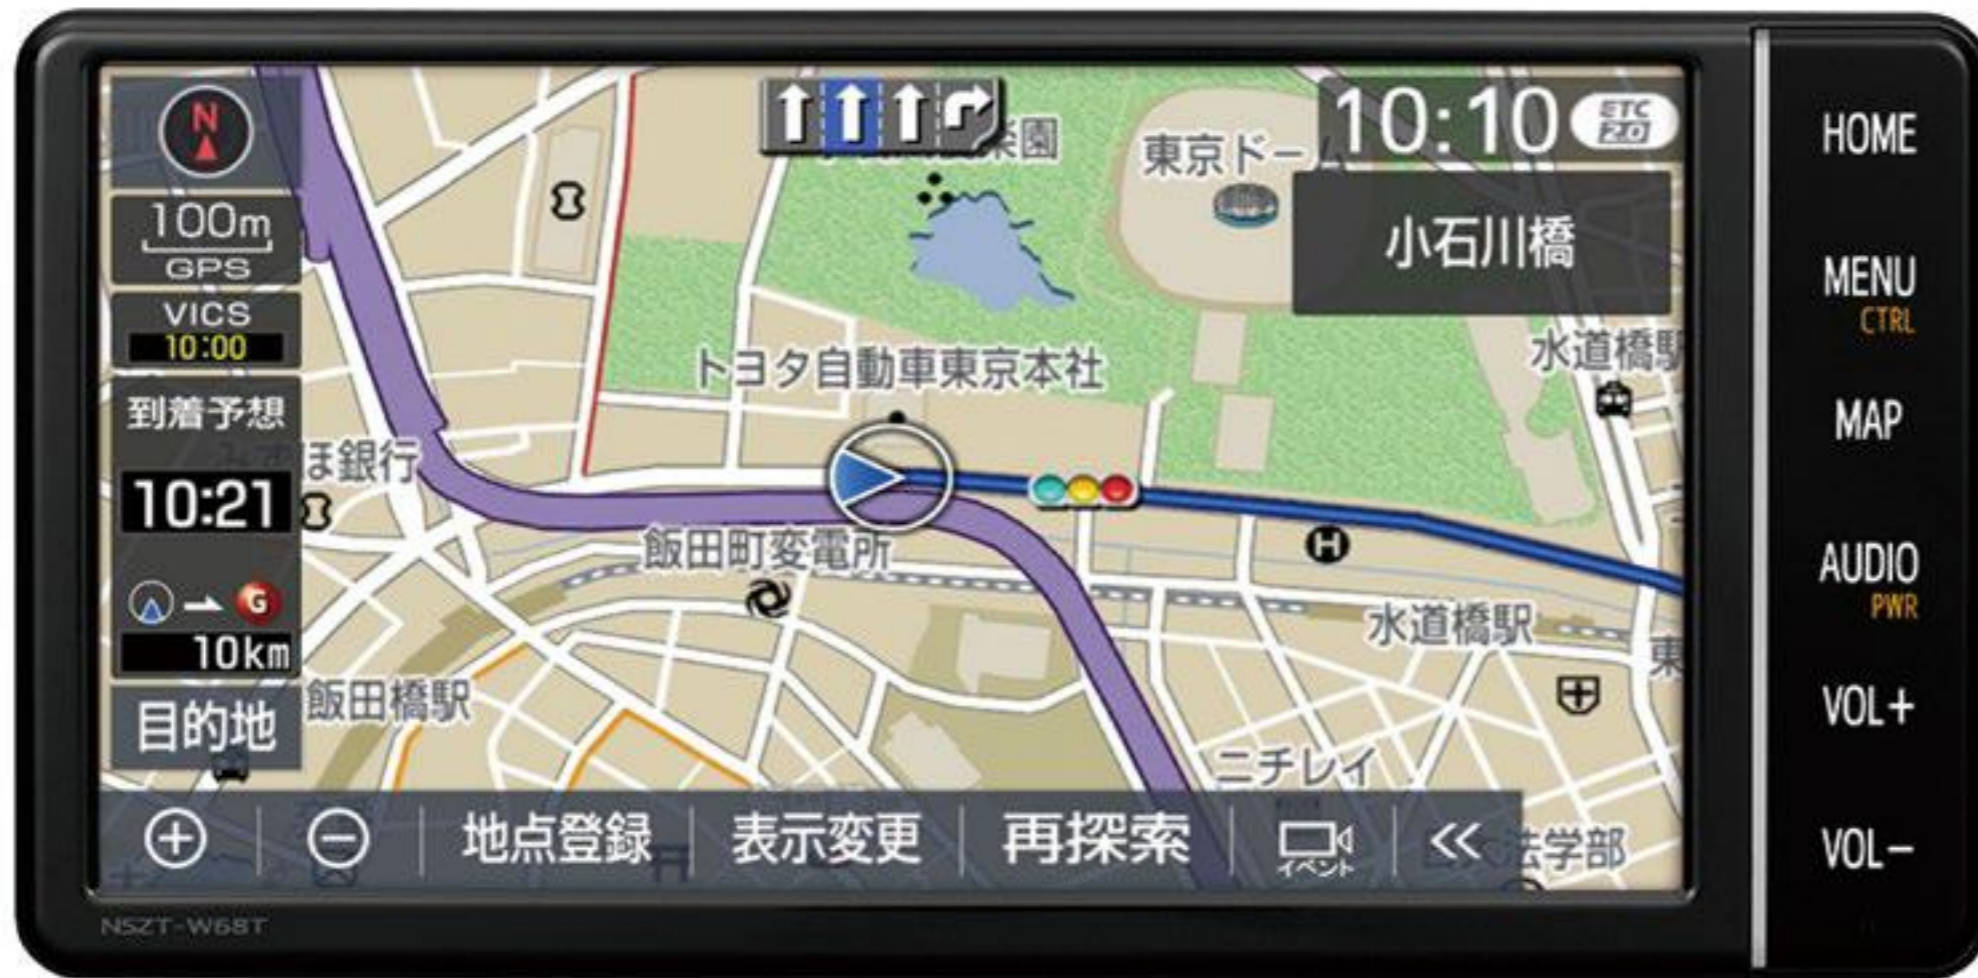 N
100m
GPS
VICS
10:00
到着予想
10:21
G
10km
目的地
楽園
東京ドーム
10:10
ETC
2.0
小石川橋
水道橋駅
トヨタ自動車東京本社
ほ銀行
飯田町変電所
H
水道橋駅
東
飯田橋駅
ニチレイ
法学部
地点登録
表示変更
再探索
イベント
<<
HOME
MENU
CTRL
MAP
AUDIO
PWR
VOL+
VOL-
NSZT-W68T